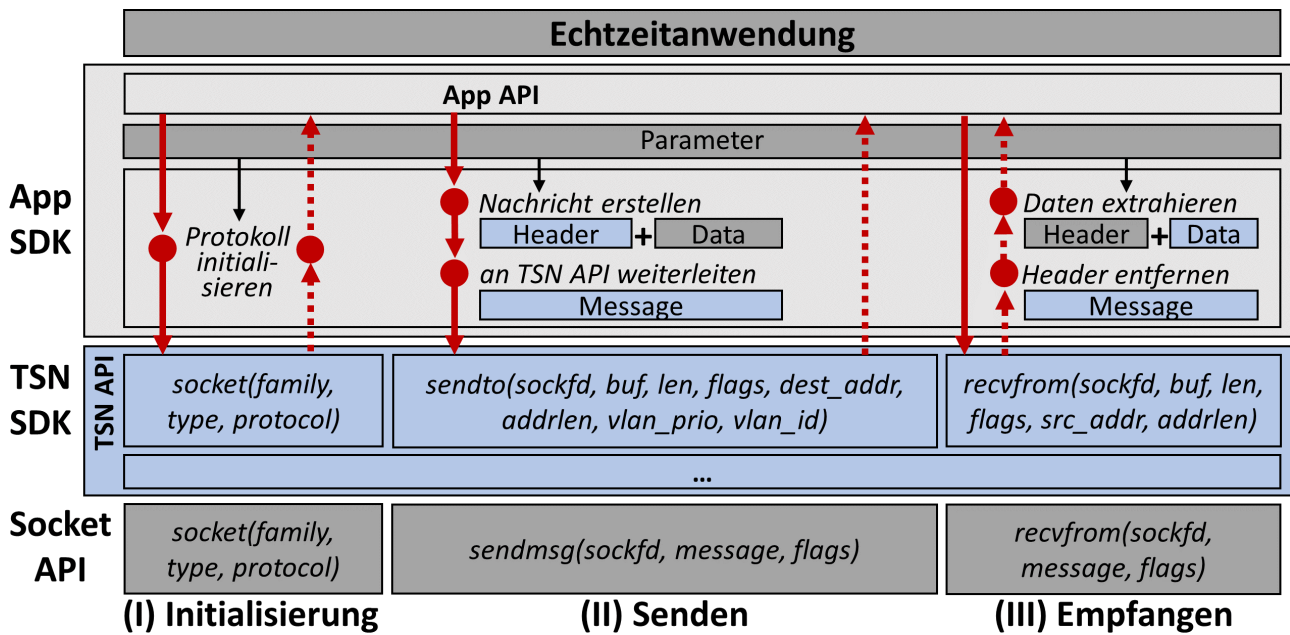 Echtzeitanwendung
App API
Parameter
App
SDK
Protokoll
initiali-
sieren
Nachricht erstellen
Header + Data
an TSN API weiterleiten
Message
Daten extrahieren
Header + Data
Header entfernen
Message
TSN
SDK
TSN API
socket(family,
type, protocol)
sendto(sockfd, buf, len, flags, dest_addr,
addrlen, vlan_prio, vlan_id)
recvfrom(sockfd, buf, len,
flags, src_addr, addrlen)
...
Socket
API
socket(family,
type, protocol)
sendmsg(sockfd, message, flags)
recvfrom(sockfd,
message, flags)
(I) Initialisierung
(II) Senden
(III) Empfangen